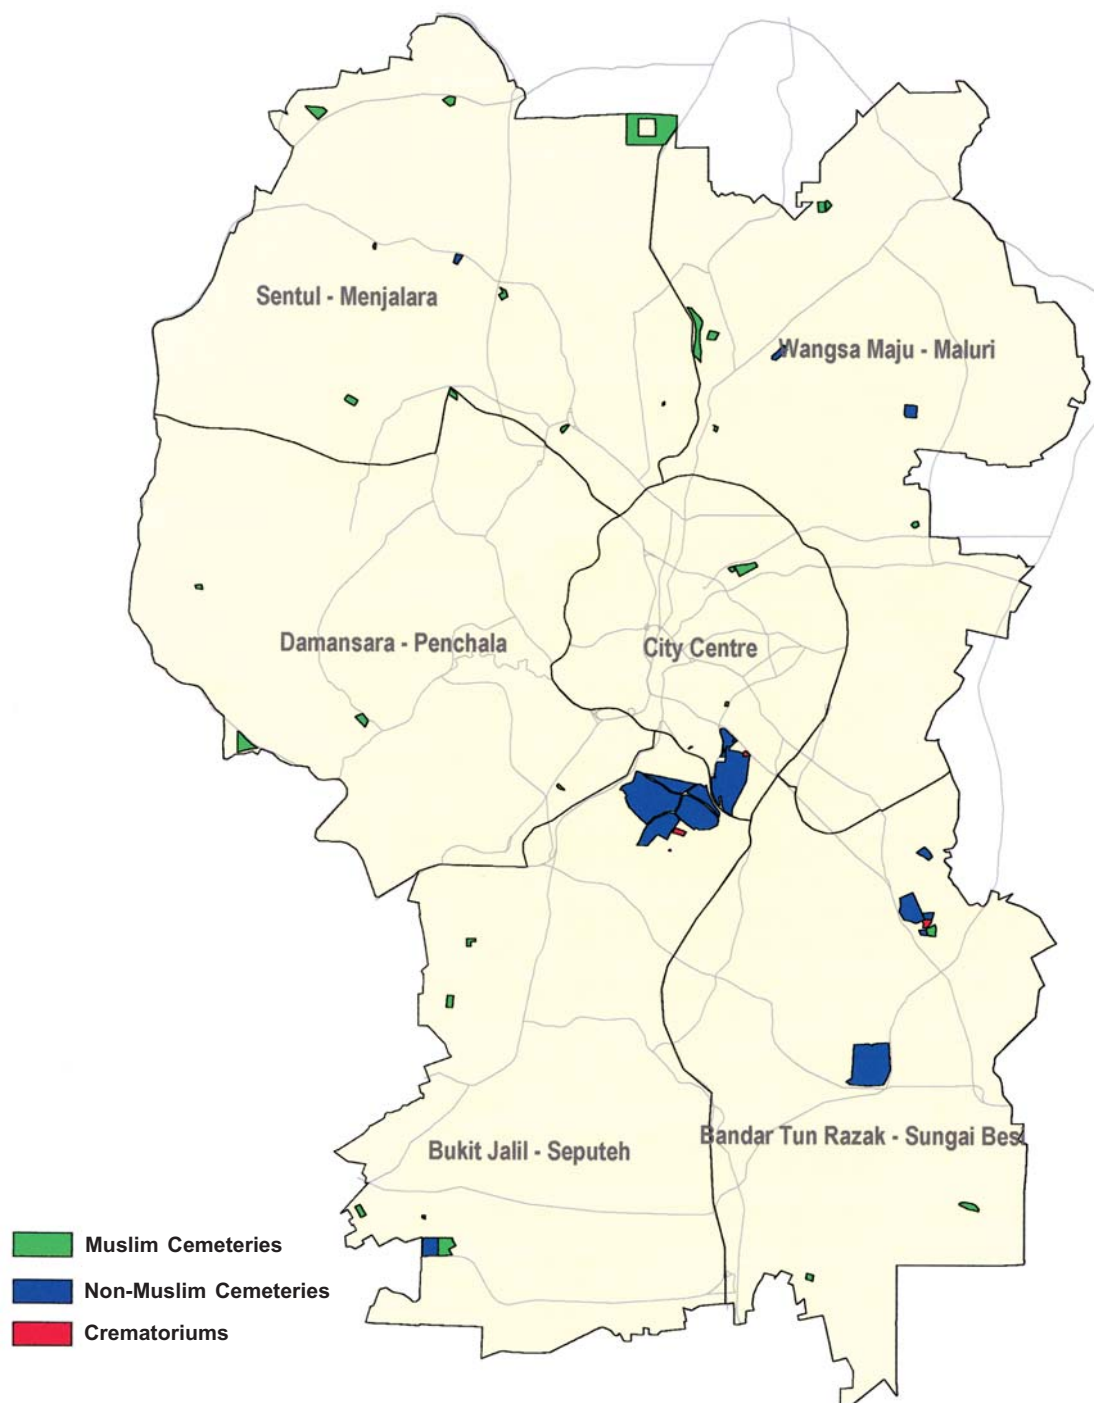 Sentul - Menjalara
Wangsa Maju - Maluri
Damansara - Penchala
City Centre
Bandar Tun Razak - Sungai Bes
Bukit Jalil - Seputeh
Muslim Cemeteries
Non-Muslim Cemeteries
Crematoriums